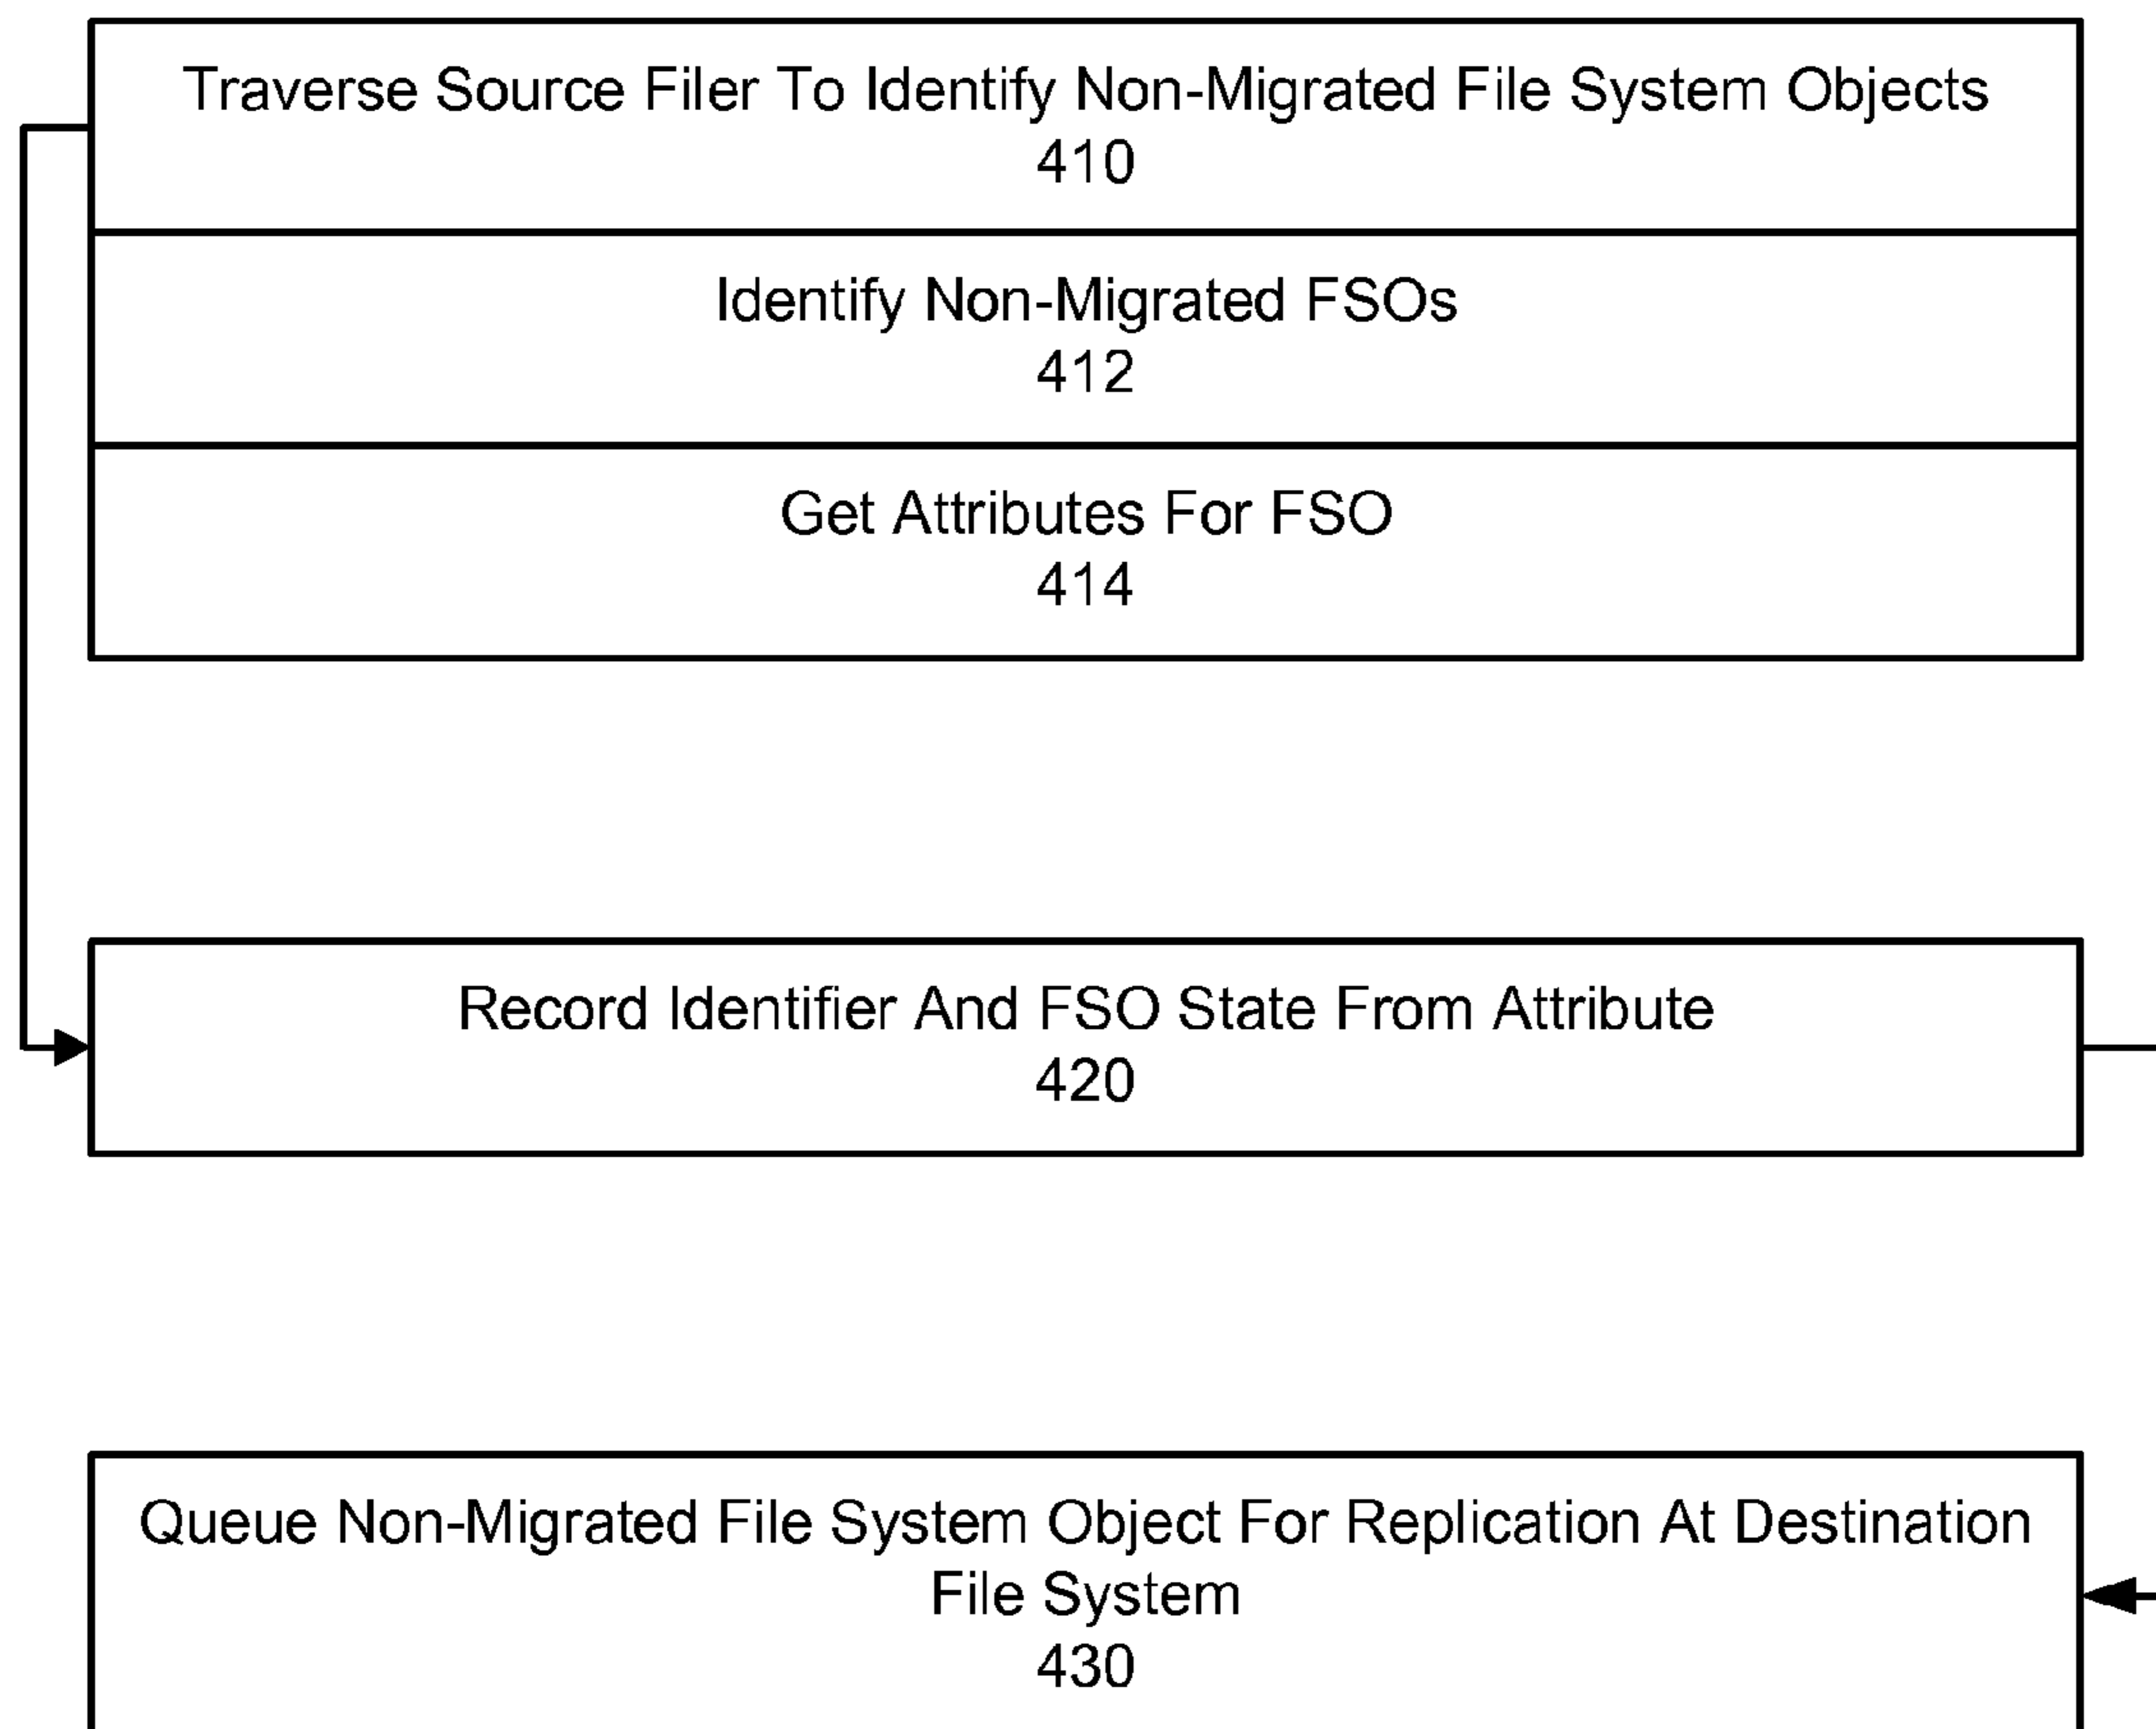 Traverse Source Filer To Identify Non-Migrated File System Objects
410
Identify Non-Migrated FSOs
412
Get Attributes For FSO
414
Record Identifier And FSO State From Attribute
420
Queue Non-Migrated File System Object For Replication At Destination
File System
430